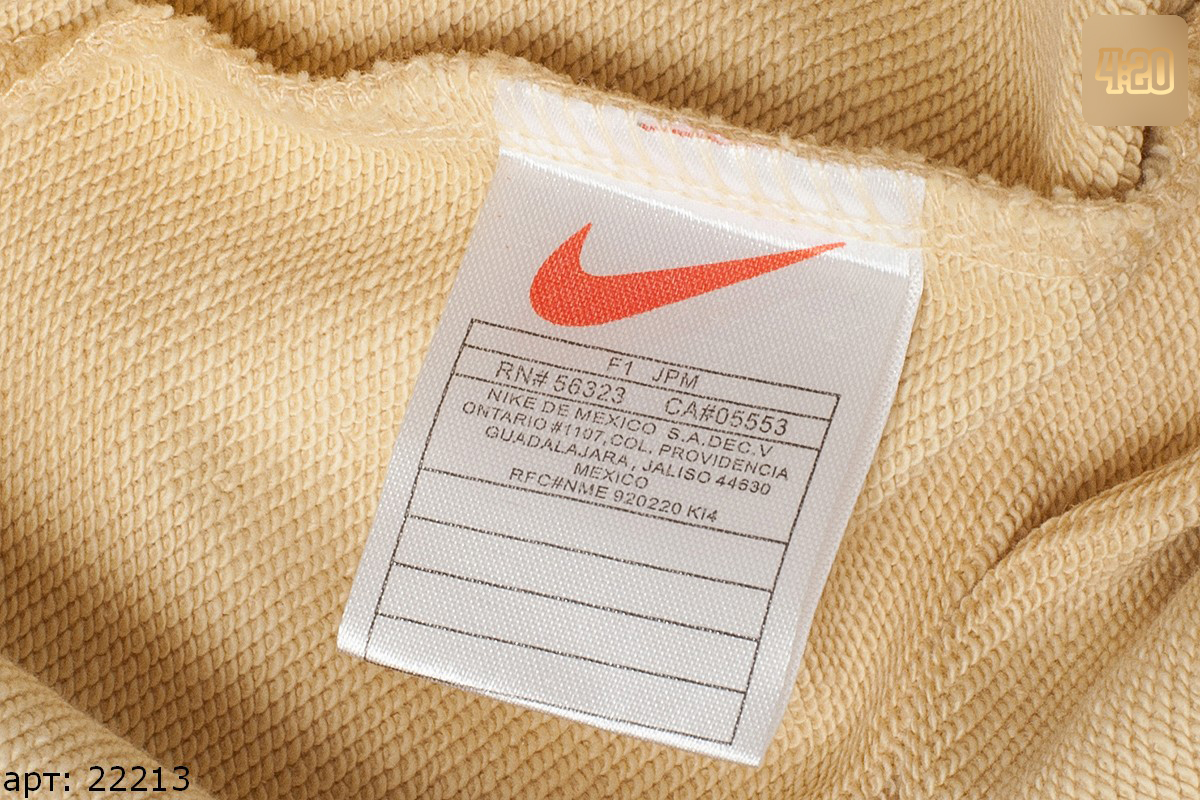 4:20
F1 JPM
RN# 56323 CA#05553
NIKE DE MEXICO S.A.DEC.V
ONTARIO #1107,COL. PROVIDENCIA
GUADALAJARA, JALISO 44630
MEXICO
RFC#NME 920220 KI4
арт: 22213